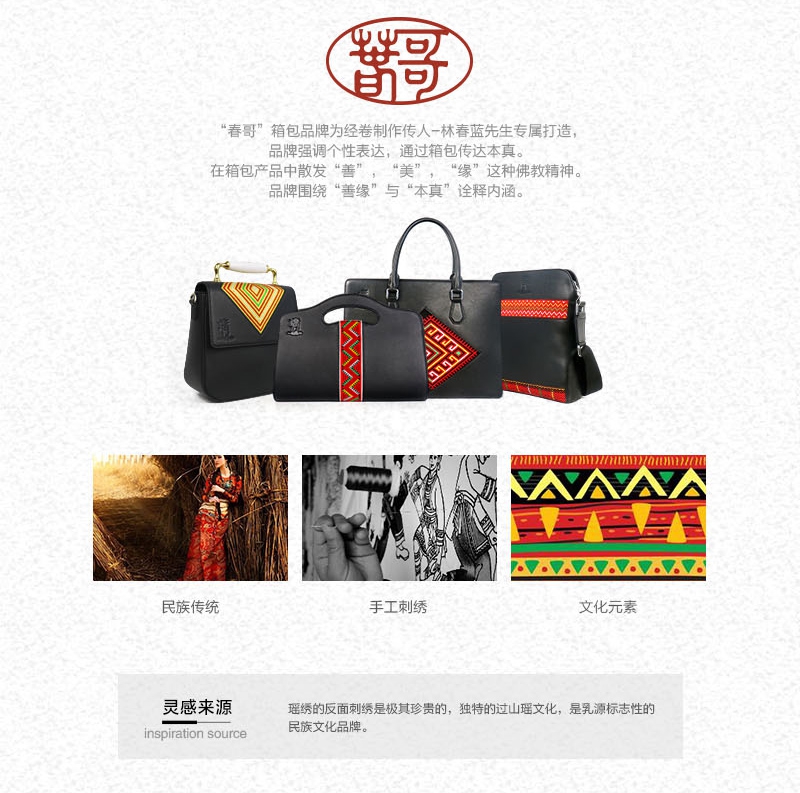 春哥
“春哥”箱包品牌为经卷制作传人-林春蓝先生专属打造，
品牌强调个性表达，通过箱包传达本真。
在箱包产品中散发“善”，“美”，“缘”这种佛教精神。
品牌围绕“善缘”与“本真”诠释内涵。
民族传统
手工刺绣
文化元素
灵感来源
inspiration source
瑶绣的反面刺绣是极其珍贵的，独特的过山瑶文化，是乳源标志性的
民族文化品牌。